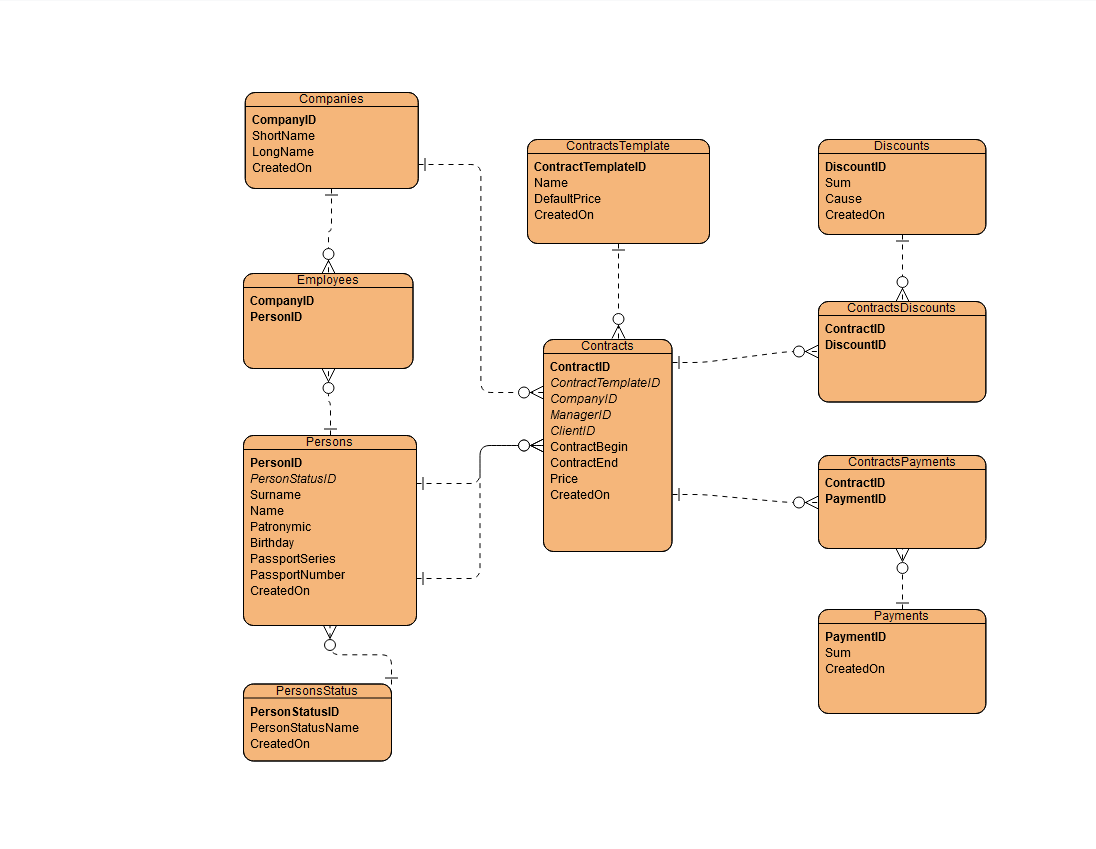 Companies
CompanyID
ShortName
LongName
CreatedOn
ContractsTemplate
ContractTemplateID
Name
DefaultPrice
CreatedOn
Discounts
DiscountID
Sum
Cause
CreatedOn
Employees
CompanyID
PersonID
ContractsDiscounts
ContractID
DiscountID
Contracts
ContractID
ContractTemplateID
CompanyID
ManagerID
ClientID
ContractBegin
ContractEnd
Price
CreatedOn
Persons
PersonID
PersonStatusID
Surname
Name
Patronymic
Birthday
PassportSeries
PassportNumber
CreatedOn
ContractsPayments
ContractID
PaymentID
Payments
PaymentID
Sum
CreatedOn
PersonsStatus
PersonStatusID
PersonStatusName
CreatedOn